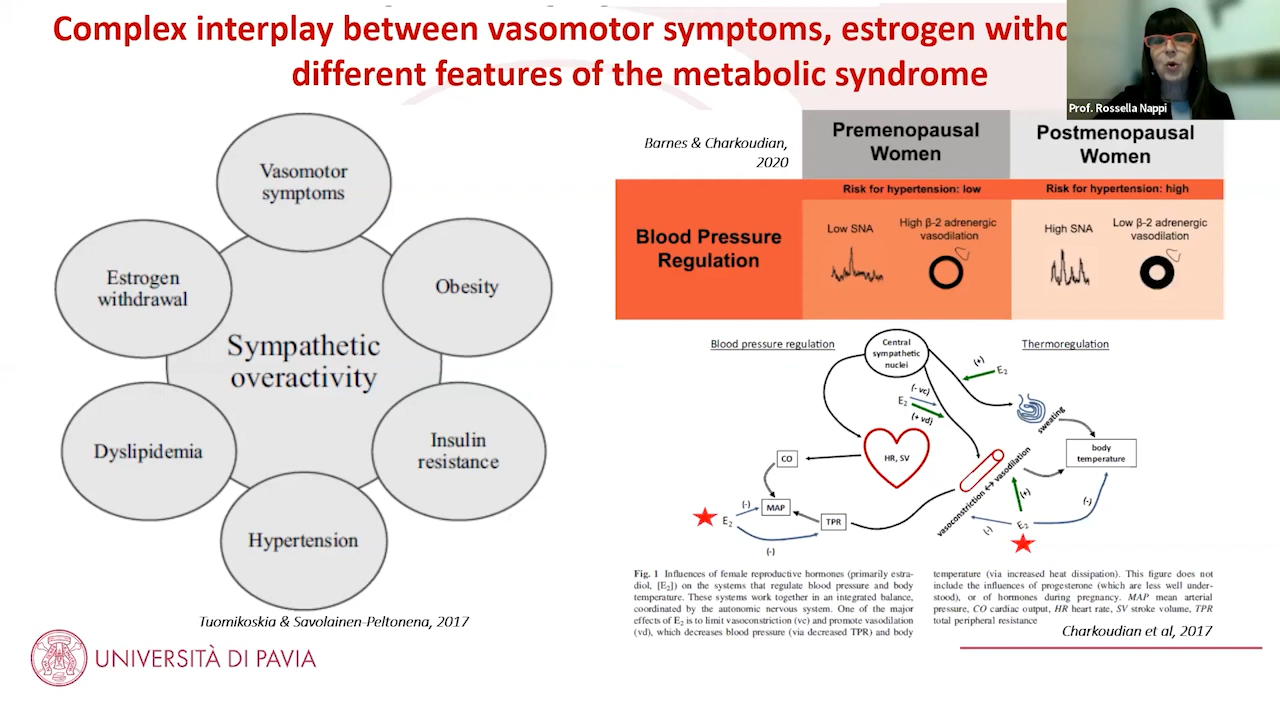 Complex interplay between vasomotor symptoms, estrogen
different features of the metabolic syndrome
Prof. Rossella Nappi
Vasomotor
symptoms
Estrogen
withdrawal
Obesity
Sympathetic
overactivity
Dyslipidemia
Insulin
resistance
Hypertension
Tuomikoskia & Savolainen-Peltonena, 2017
UNIVERSITÀ DI PAVIA
Barnes & Charkoudian,
2020
Premenopausal
Women
Postmenopausal
Women
Risk for hypertension: low
Risk for hypertension: high
Blood Pressure
Regulation
Low SNA
High β-2 adrenergic
vasodilation
High SNA
Low β-2 adrenergic
vasodilation
Blood pressure regulation
Central
sympathetic
nuclei
Thermoregulation
(+)
E2
(- vc)
E2
(+ vd)
sweating
HR, SV
CO
body
temperature
vasoconstriction ↔ vasodilation
(+)
(-)
(-)
MAP
E2
TPR
(-)
(-)
E2
Fig. 1 Influences of female reproductive hormones (primarily estra-
diol, [E2]) on the systems that regulate blood pressure and body
temperature. These systems work together in an integrated balance,
coordinated by the autonomic nervous system. One of the major
effects of E2 is to limit vasoconstriction (vc) and promote vasodilation
(vd), which decreases blood pressure (via decreased TPR) and body
temperature (via increased heat dissipation). This figure does not
include the influences of progesterone (which are less well under-
stood), or of hormones during pregnancy. MAP mean arterial
pressure, CO cardiac output, HR heart rate, SV stroke volume, TPR
total peripheral resistance
Charkoudian et al, 2017